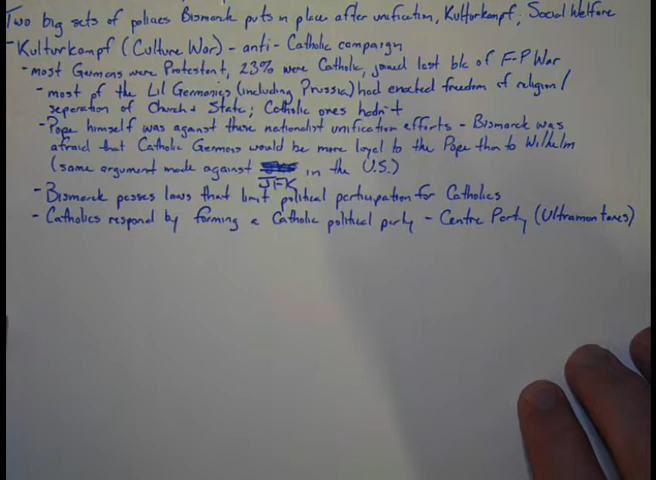 Two big sets of policies Bismarck puts in place after unification, Kulturkampf; Social Welfare
- Kulturkampf (Culture War) - anti-Catholic campaign
- most Germans were Protestant, 23% were Catholic, joined last b/c of F-P War
- most of the Lil Germanies (including Prussia) had enacted freedom of religion/
separation of Church & State; Catholic ones hadn't
- Pope himself was against these nationalist unification efforts - Bismarck was
afraid that Catholic Germans would be more loyal to the Pope than to Wilhelm
(same argument made against JFK in the U.S.)
- Bismarck passes laws that limit political participation for Catholics
- Catholics respond by forming a Catholic political party - Centre Party (Ultramontanes)